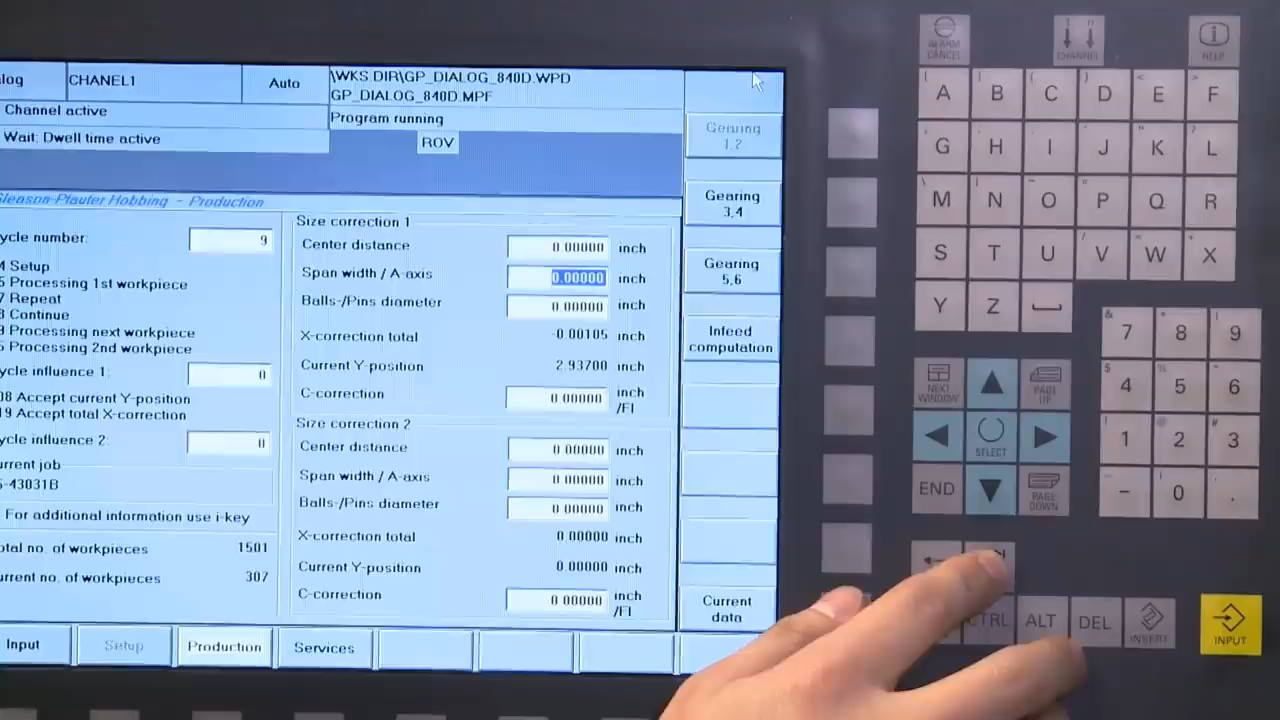 alog
CHANEL1
Auto
\WKS.DIR\GP_DIALOG_840D.WPD
GP_DIALOG_840D.MPF
Channel active
Program running
Wait: Dwell time active
ROV
Gleason-Pfauter Hobbing - Production
ycle number:
9
4 Setup
5 Processing 1st workpiece
7 Repeat
8 Continue
9 Processing next workpiece
5 Processing 2nd workpiece
ycle influence 1:
0
08 Accept current Y-position
19 Accept total X-correction
ycle influence 2:
0
urrent job
5-43031B
For additional information use i-key
otal no. of workpieces
1501
urrent no. of workpieces
307
Size correction 1
Center distance
0.00000
inch
Span width / A-axis
0.00000
inch
Balls-/Pins diameter
0.00000
inch
X-correction total
-0.00105
inch
Current Y-position
2.93700
inch
C-correction
0.00000
inch
/FI
Size correction 2
Center distance
0.00000
inch
Span width / A-axis
0.00000
inch
Balls-/Pins diameter
0.00000
inch
X-correction total
0.00000
inch
Current Y-position
0.00000
inch
C-correction
0.00000
inch
/FI
Gearing
1,2
Gearing
3,4
Gearing
5,6
Infeed
computation
Current
data
Input
Setup
Production
Services
ALARM
CANCEL
CHANNEL
HELP
A
B
C
D
E
F
G
H
I
J
K
L
M
N
O
P
Q
R
S
T
U
V
W
X
Y
Z
7
8
9
4
5
6
1
2
3
-
0
.
NEXT
WINDOW
PAGE
UP
SELECT
END
PAGE
DOWN
CTRL
ALT
DEL
INSERT
INPUT